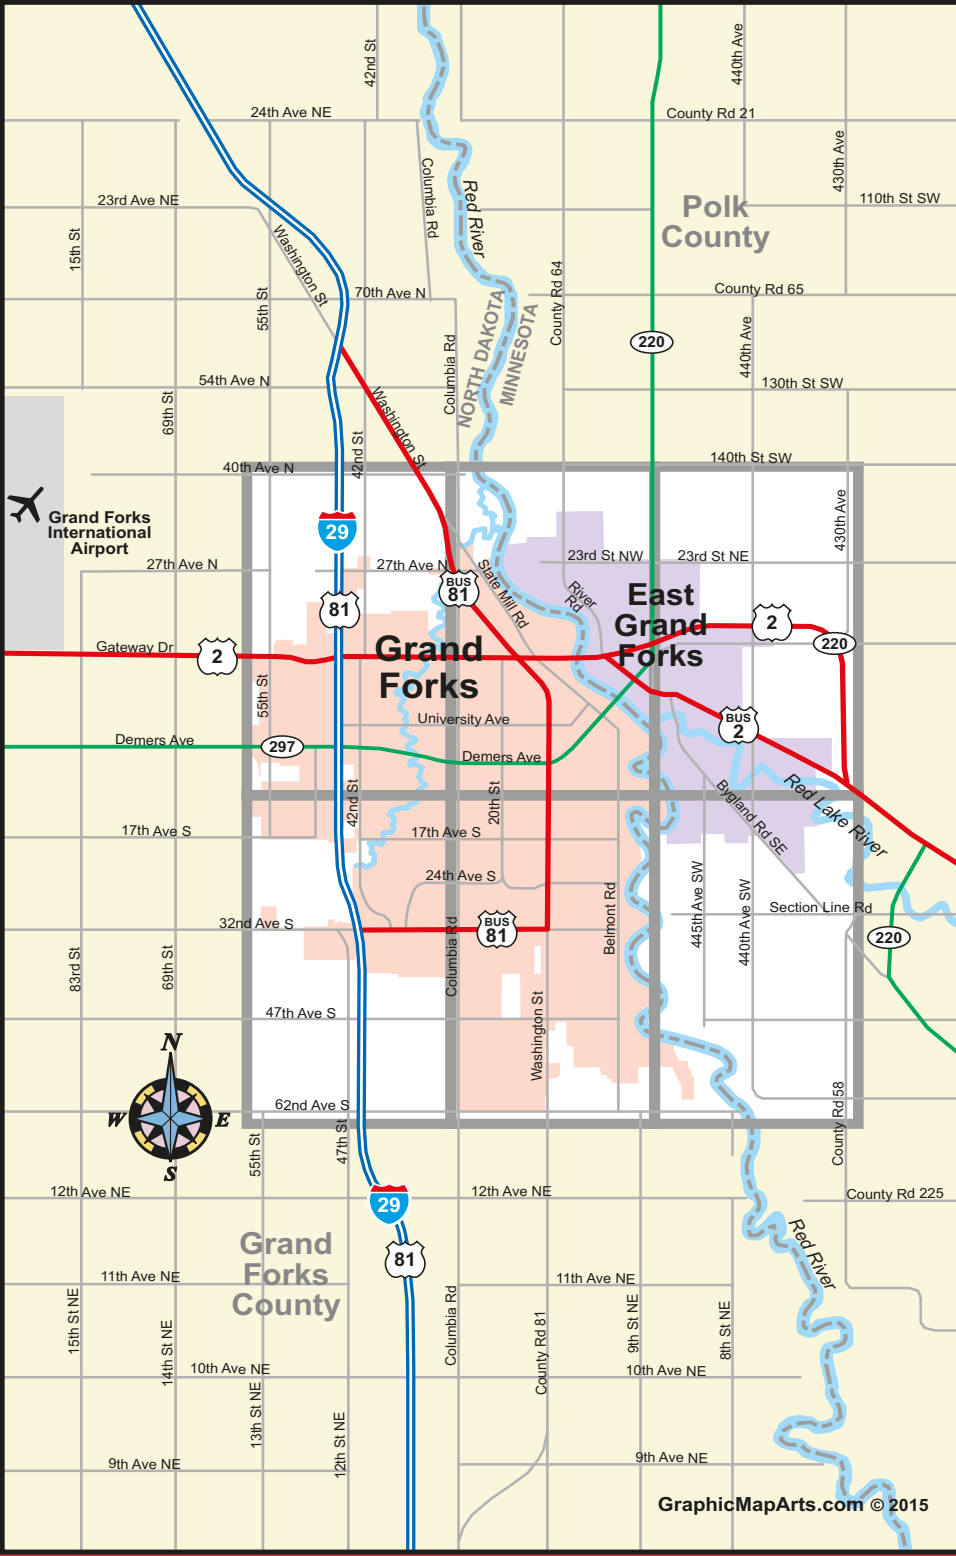 42nd St
440th Ave
24th Ave NE
County Rd 21
430th Ave
Columbia Rd
Red River
23rd Ave NE
110th St SW
Polk
County
15th St
Washington St
55th St
70th Ave N
County Rd 64
County Rd 65
NORTH DAKOTA
MINNESOTA
220
440th Ave
Columbia Rd
54th Ave N
130th St SW
69th St
Washington St
42nd St
40th Ave N
140th St SW
430th Ave
Grand Forks
International
Airport
29
27th Ave N
27th Ave N
State Mill Rd
23rd St NW
23rd St NE
River
Rd
BUS
81
81
East
Grand
Forks
2
220
Gateway Dr
2
Grand
Forks
55th St
University Ave
BUS
2
Demers Ave
297
Demers Ave
42nd St
20th St
Bygland Rd SE
Red Lake River
17th Ave S
17th Ave S
24th Ave S
Belmont Rd
445th Ave SW
440th Ave SW
Section Line Rd
32nd Ave S
BUS
81
220
83rd St
69th St
Columbia Rd
Washington St
47th Ave S
N
W
E
S
62nd Ave S
County Rd 58
55th St
47th St
12th Ave NE
29
12th Ave NE
County Rd 225
Grand
Forks
County
81
Red River
11th Ave NE
11th Ave NE
15th St NE
14th St NE
Columbia Rd
County Rd 81
9th St NE
8th St NE
10th Ave NE
10th Ave NE
13th St NE
12th St NE
9th Ave NE
9th Ave NE
GraphicMapArts.com © 2015